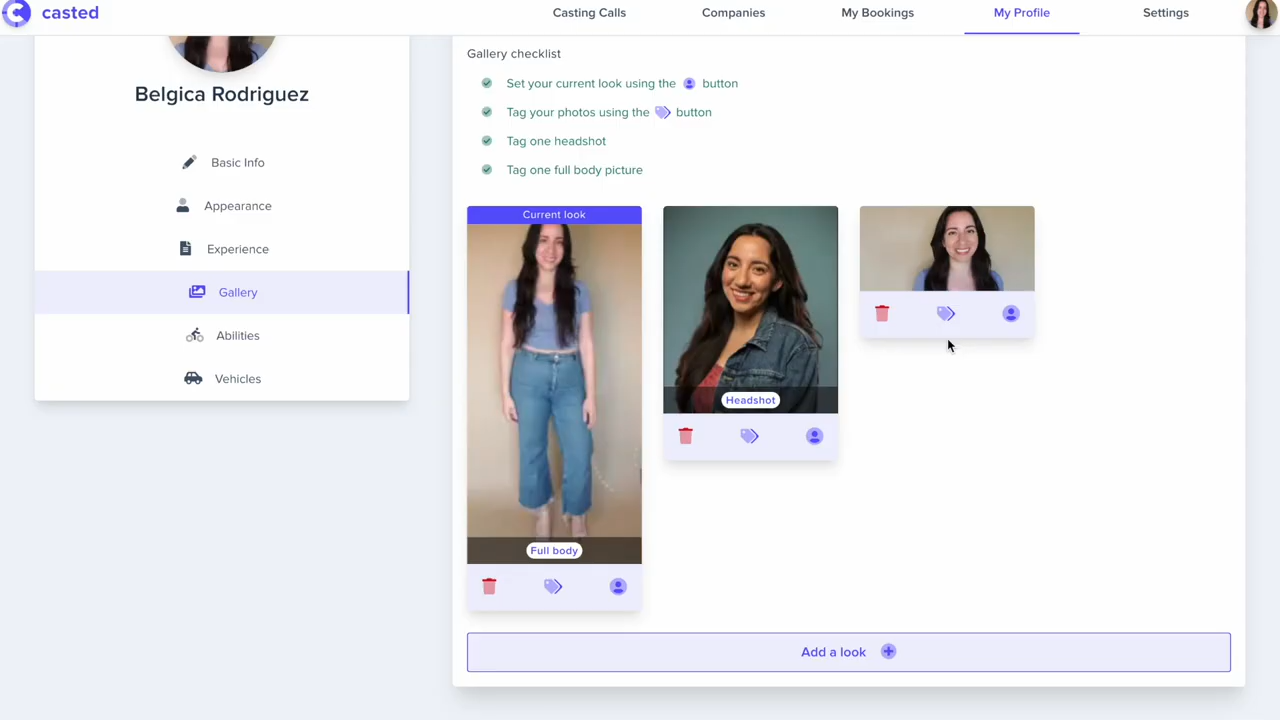 casted
Casting Calls
Companies
My Bookings
My Profile
Settings
Belgica Rodriguez
Basic Info
Appearance
Experience
Gallery
Abilities
Vehicles
Gallery checklist
Set your current look using the button
Tag your photos using the button
Tag one headshot
Tag one full body picture
Current look
Full body
Headshot
Add a look